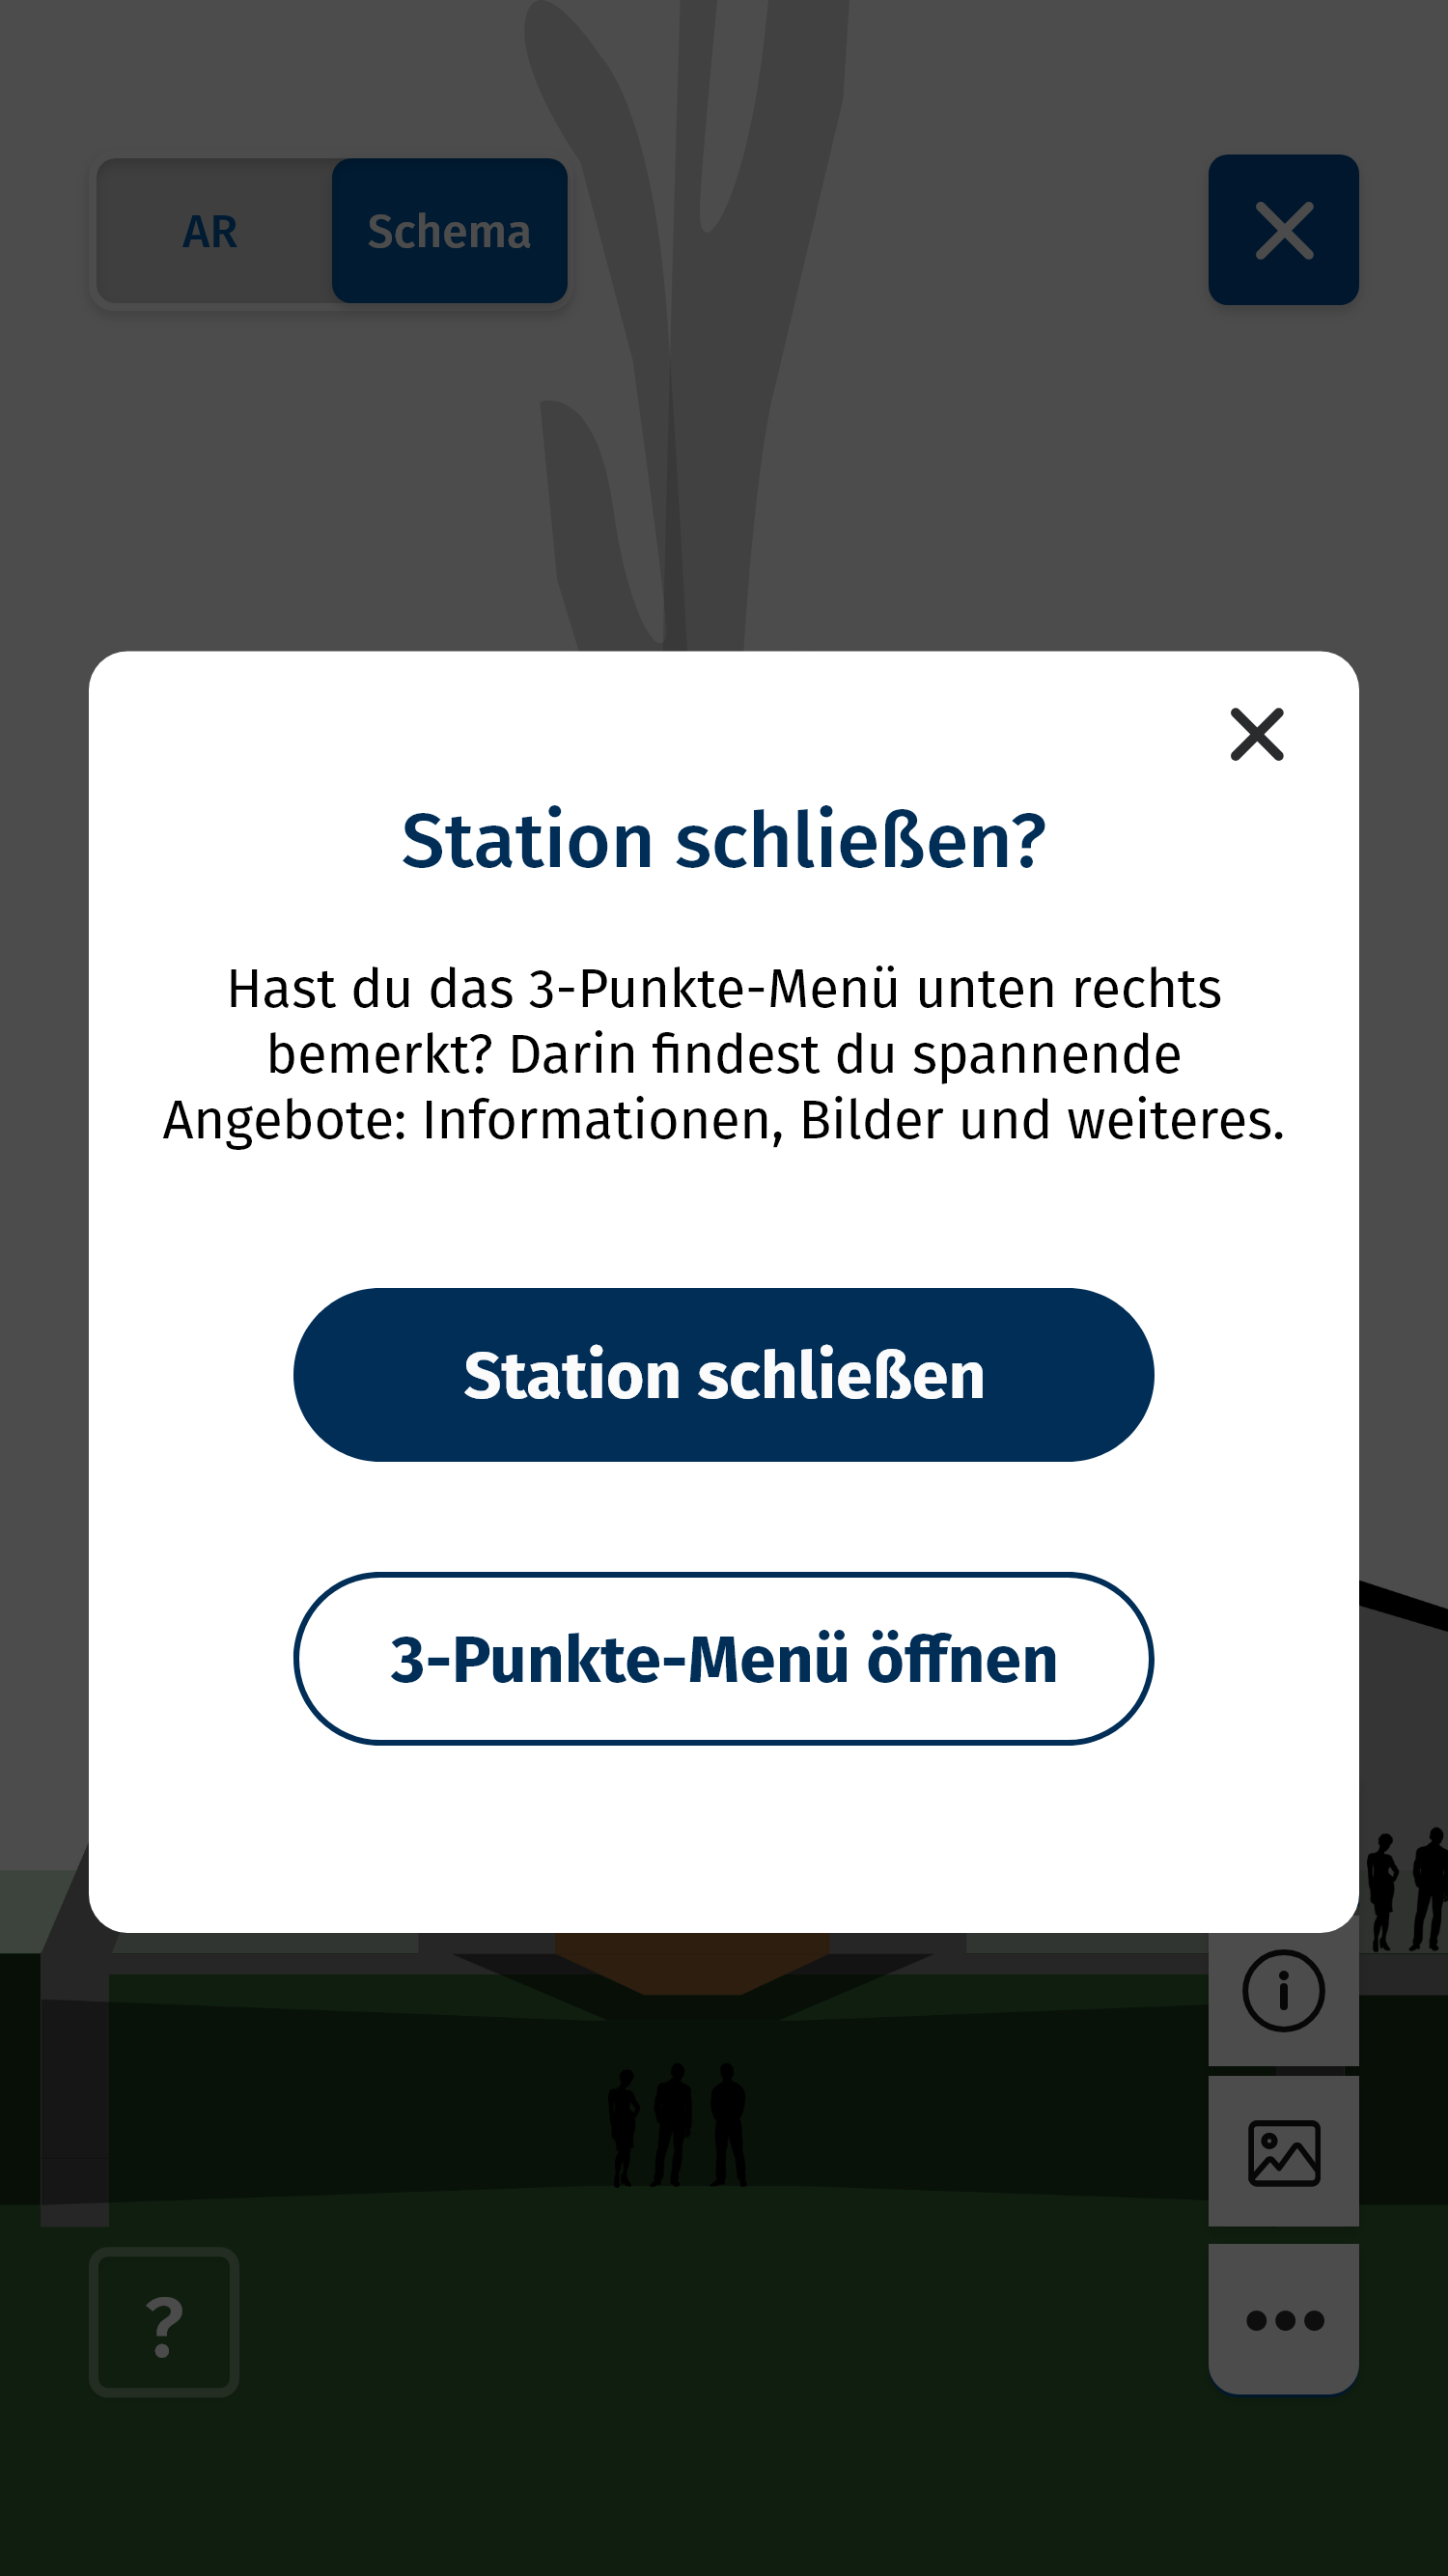 AR Schema
Station schließen?
Hast du das 3-Punkte-Menü unten rechts
bemerkt? Darin findest du spannende
Angebote: Informationen, Bilder und weiteres.
Station schließen
3-Punkte-Menü öffnen
?